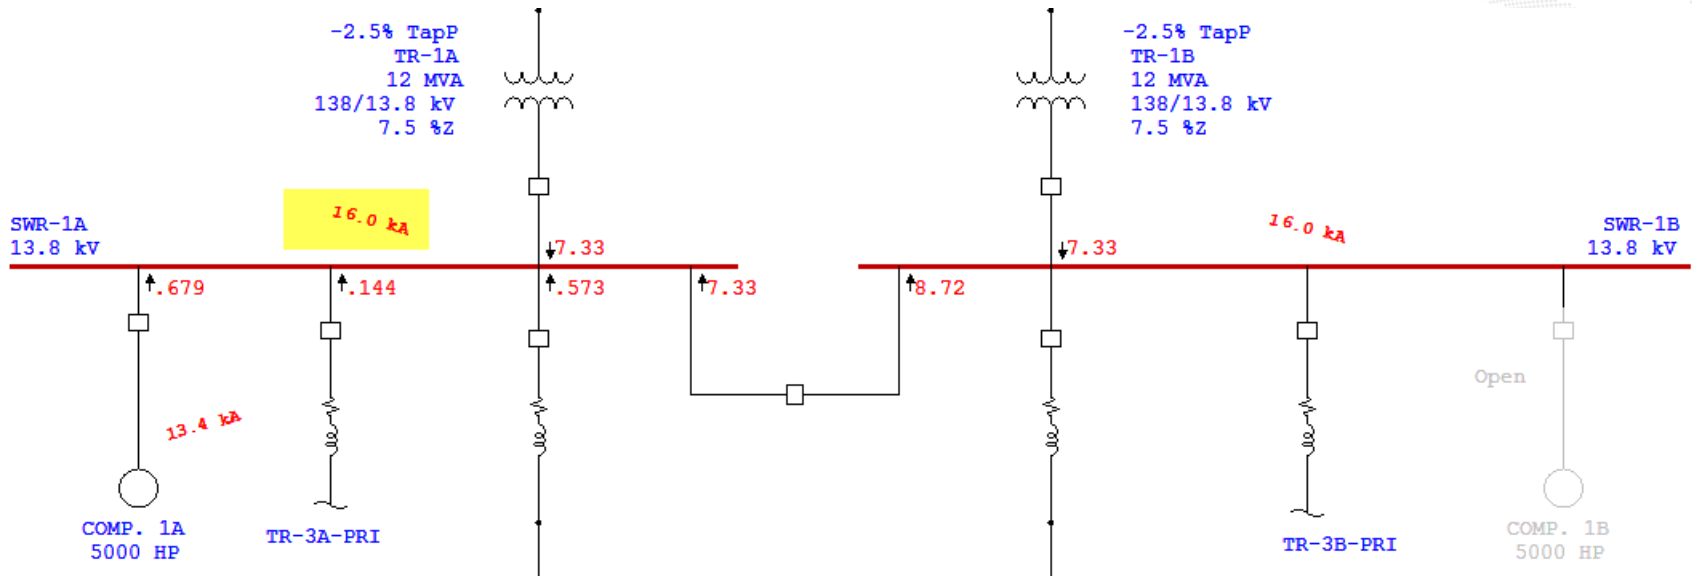 -2.5% TapP
TR-1A
12 MVA
138/13.8 kV
7.5 %Z
-2.5% TapP
TR-1B
12 MVA
138/13.8 kV
7.5 %Z
SWR-1A
13.8 kV
16.0 kA
7.33
7.33
16.0 kA
SWR-1B
13.8 kV
.679
.144
.573
7.33
8.72
Open
13.4 kA
COMP. 1A
5000 HP
TR-3A-PRI
TR-3B-PRI
COMP. 1B
5000 HP